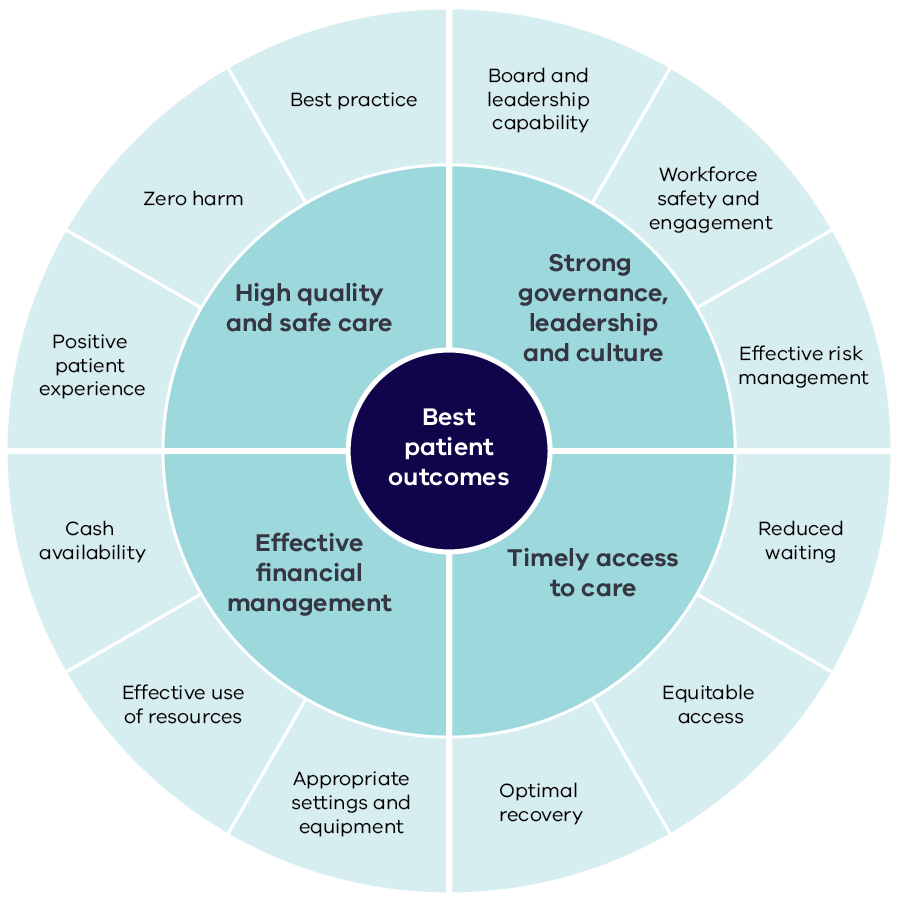 Best practice
Board and
leadership
capability
Zero harm
Workforce
safety and
engagement
Positive
patient
experience
High quality
and safe care
Strong
governance,
leadership
and culture
Effective risk
management
Best
patient
outcomes
Cash
availability
Effective
financial
management
Timely access
to care
Reduced
waiting
Effective use
of resources
Equitable
access
Appropriate
settings and
equipment
Optimal
recovery